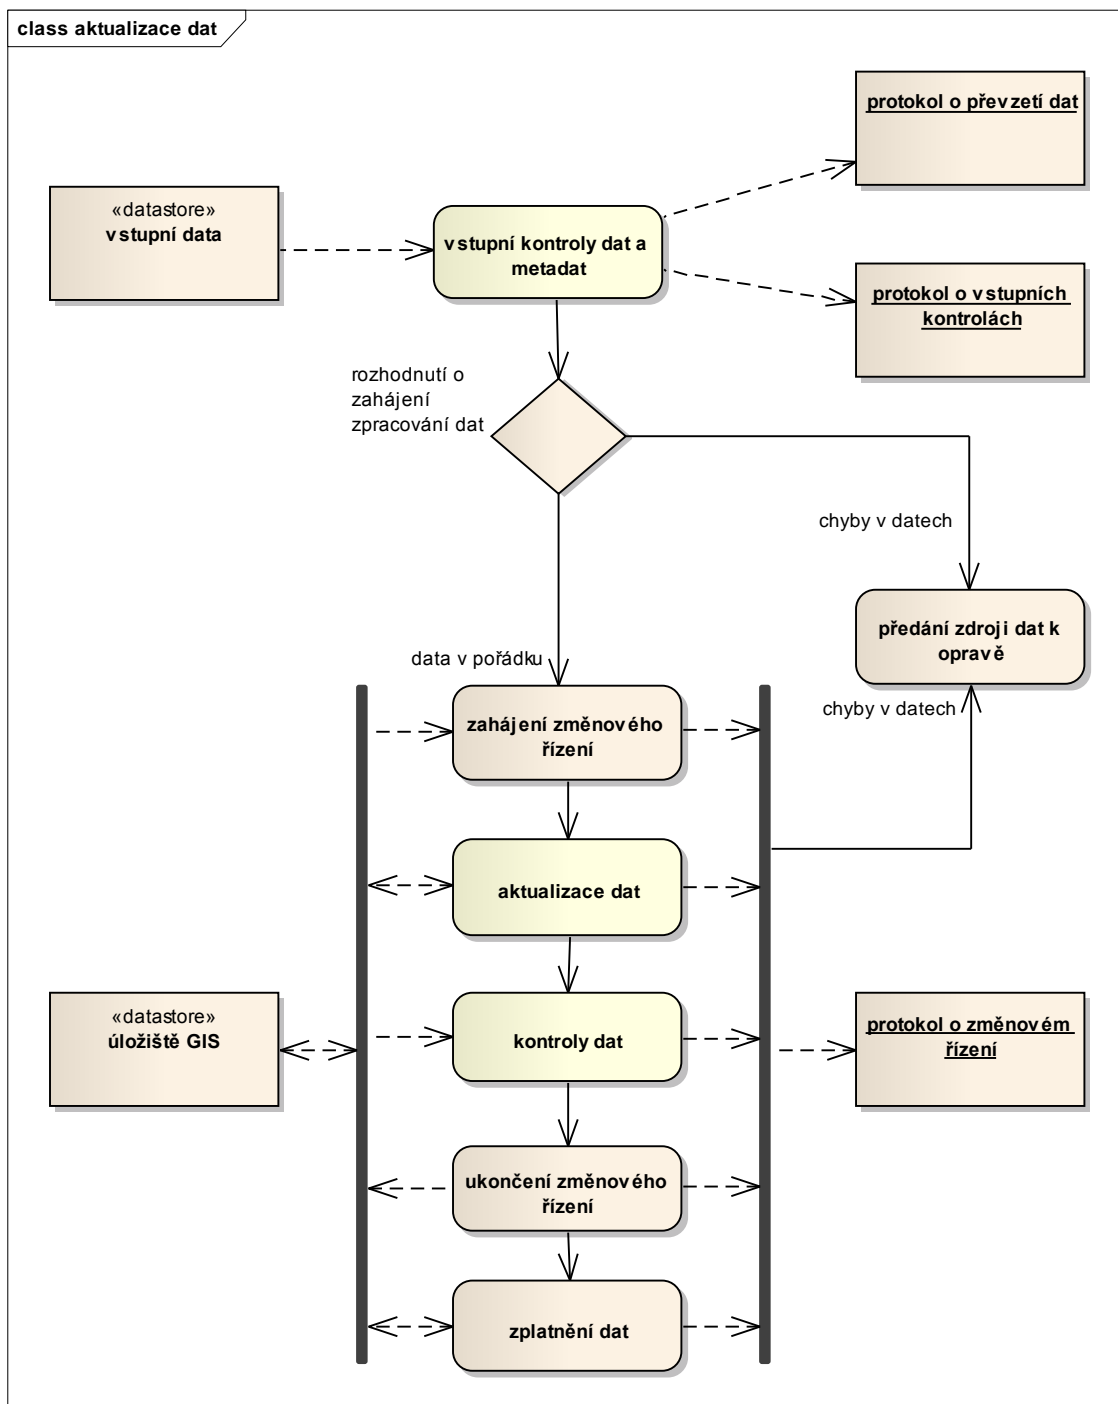 class aktualizace dat
protokol o převzetí dat
«datastore»
vstupní data
vstupní kontroly dat a
metadat
protokol o vstupních
kontrolách
rozhodnutí o
zahájení
zpracování dat
chyby v datech
předání zdroji dat k
opravě
data v pořádku
chyby v datech
zahájení změnového
řízení
aktualizace dat
«datastore»
úložiště GIS
kontroly dat
protokol o změnovém
řízení
ukončení změnového
řízení
zplatnění dat